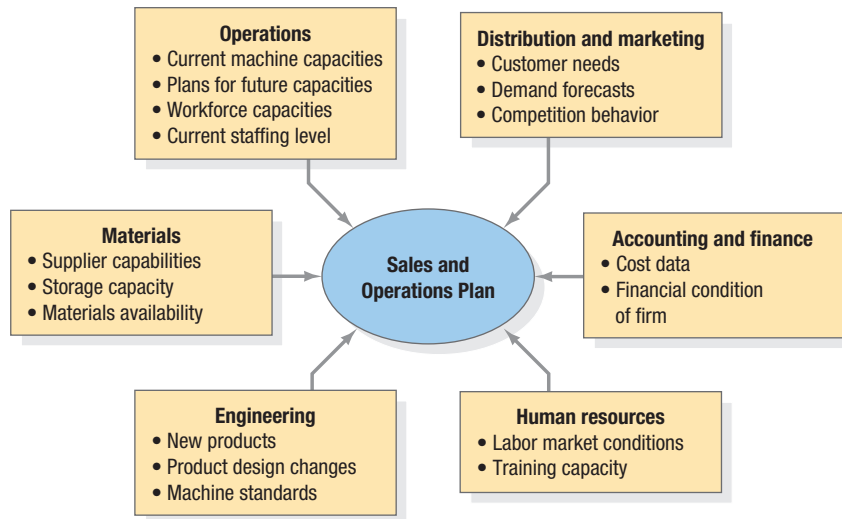 Operations
• Current machine capacities
• Plans for future capacities
• Workforce capacities
• Current staffing level
Distribution and marketing
• Customer needs
• Demand forecasts
• Competition behavior
Materials
• Supplier capabilities
• Storage capacity
• Materials availability
Sales and
Operations Plan
Accounting and finance
• Cost data
• Financial condition
of firm
Engineering
• New products
• Product design changes
• Machine standards
Human resources
• Labor market conditions
• Training capacity